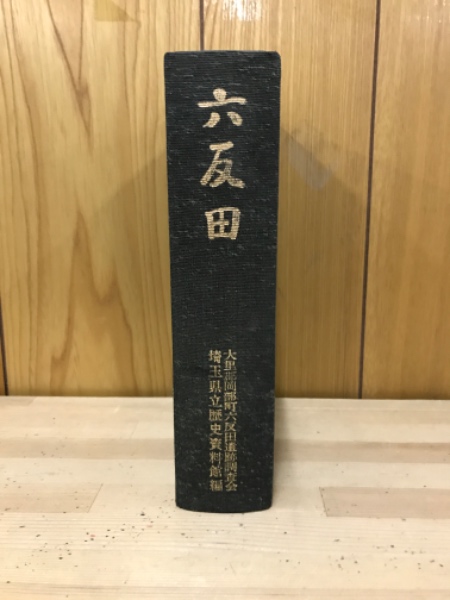 六反田
大里郡岡部町六反田遺跡調査会
埼玉県立歴史資料館編